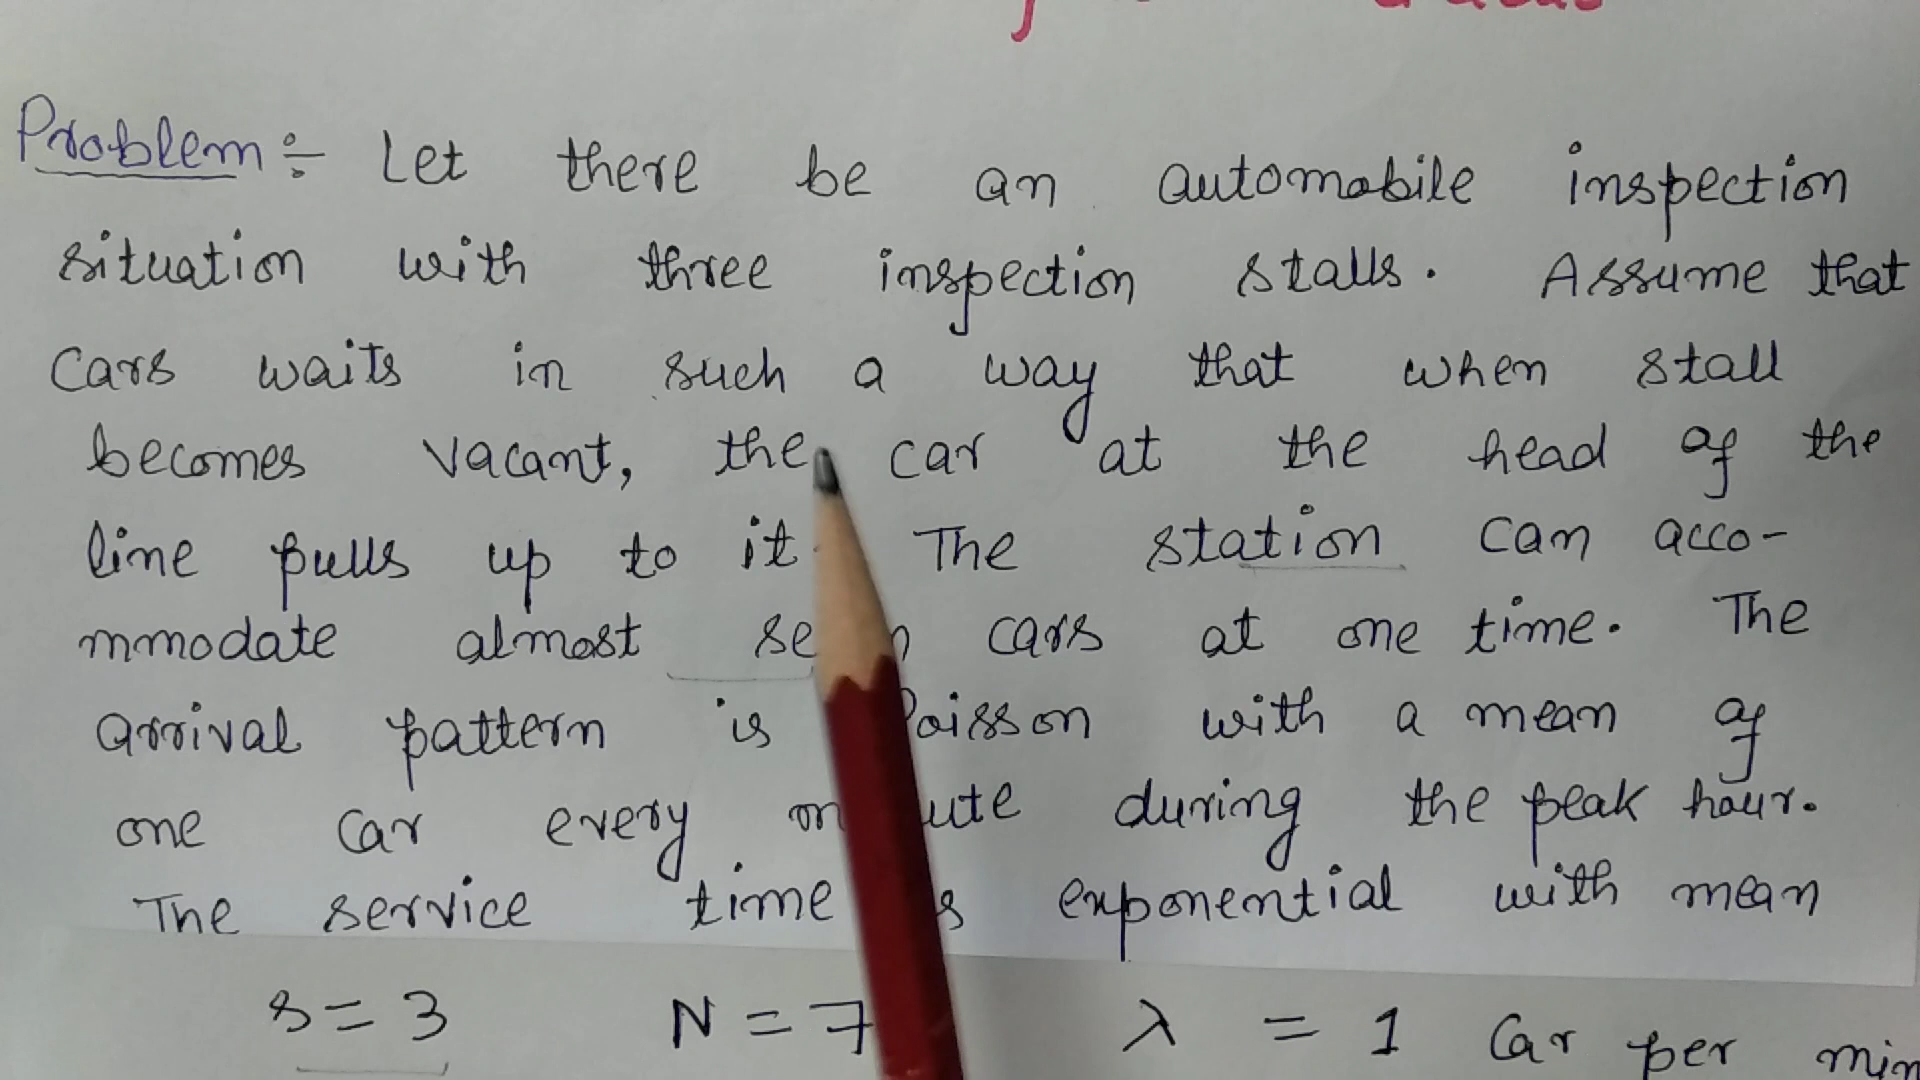 Problem :- Let there be an automobile inspection
situation with three inspection stalls. Assume that
cars waits in such a way that when stall
becomes vacant, the car at the head of the
line pulls up to it. The station can acco-
mmodate almost cars at one time. The
arrival pattern is Poisson with a mean of
one car every during the peak hour.
The service time is exponential with mean
s = 3 N = 7 λ = 1 Car per min